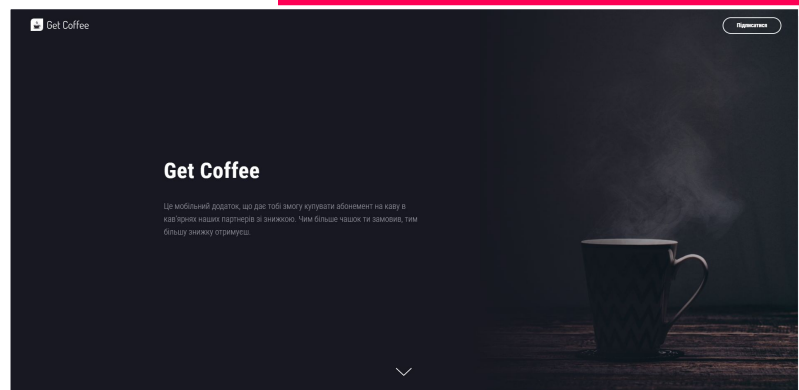 Get Coffee
Підписатися
Get Coffee
Це мобільний додаток, що дає тобі змогу купувати абонемент на каву в
кав'ярнях наших партнерів зі знижкою. Чим більше чашок ти замовив, тим
більшу знижку отримуєш.